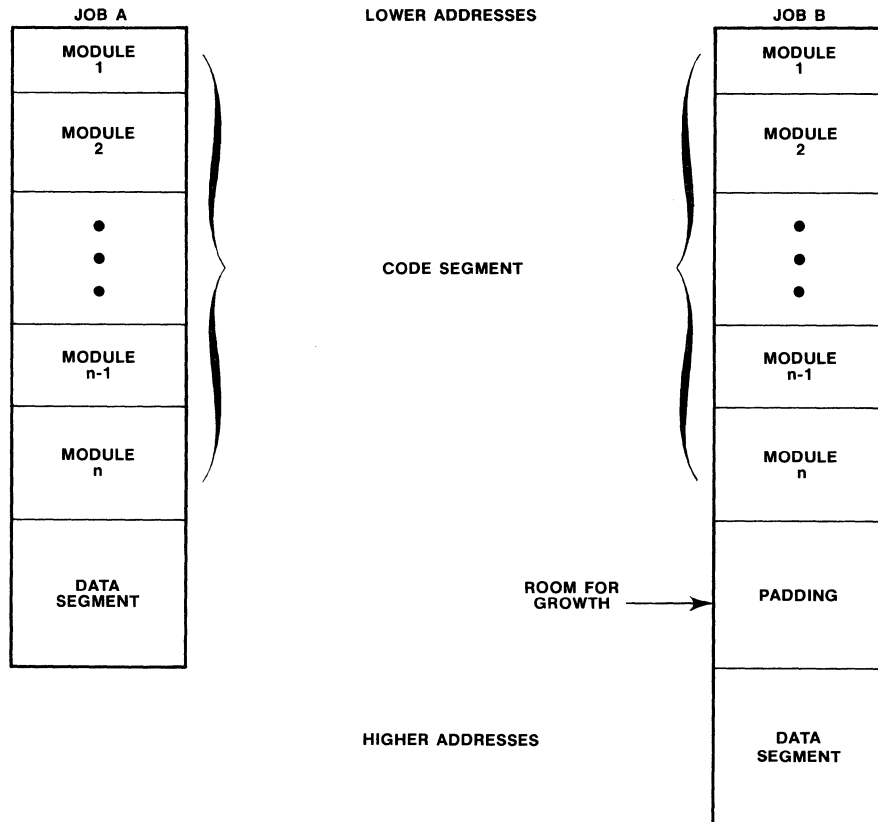 JOB A
LOWER ADDRESSES
JOB B
MODULE
1
MODULE
2
MODULE
n-1
MODULE
n
DATA
SEGMENT
CODE SEGMENT
MODULE
1
MODULE
2
MODULE
n-1
MODULE
n
ROOM FOR
GROWTH
PADDING
HIGHER ADDRESSES
DATA
SEGMENT